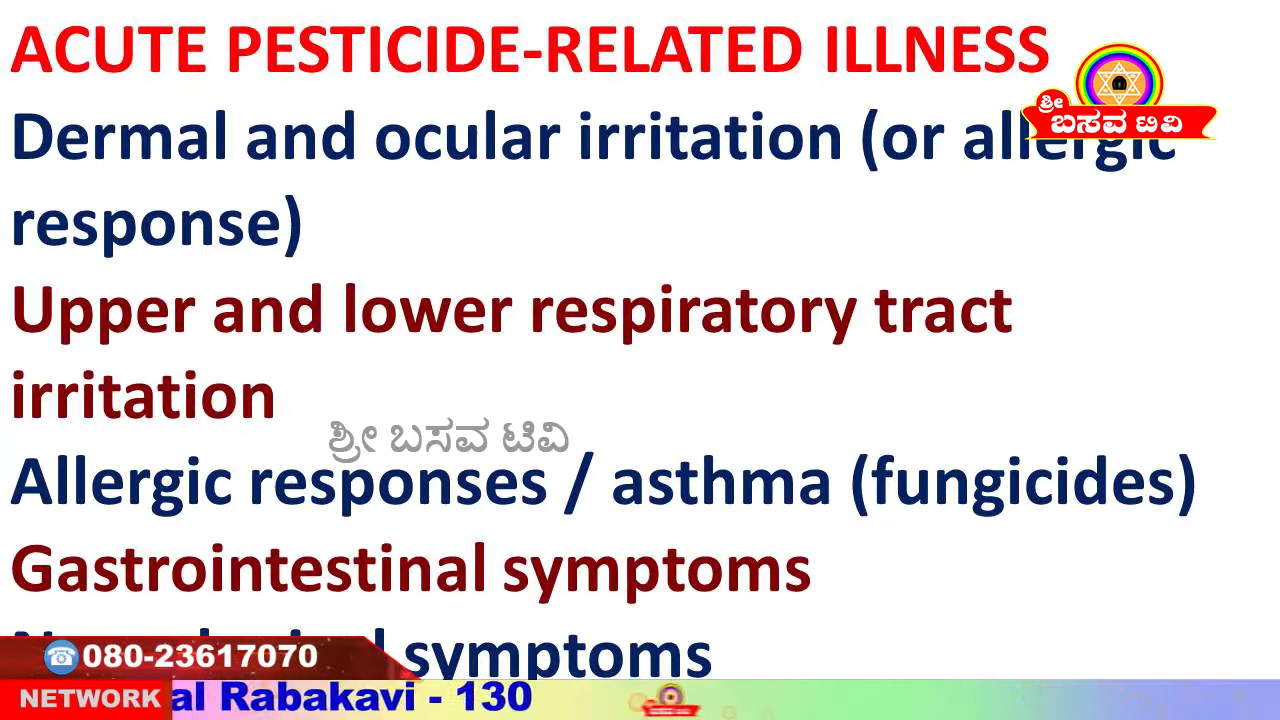 ACUTE PESTICIDE-RELATED ILLNESS
ಶ್ರೀ
ಬಸವ ಟಿವಿ
Dermal and ocular irritation (or allergic
response)
Upper and lower respiratory tract
irritation
ಶ್ರೀ ಬಸವ ಟಿವಿ
Allergic responses / asthma (fungicides)
Gastrointestinal symptoms
symptoms
080-23617070
NETWORK al Rabakavi - 130